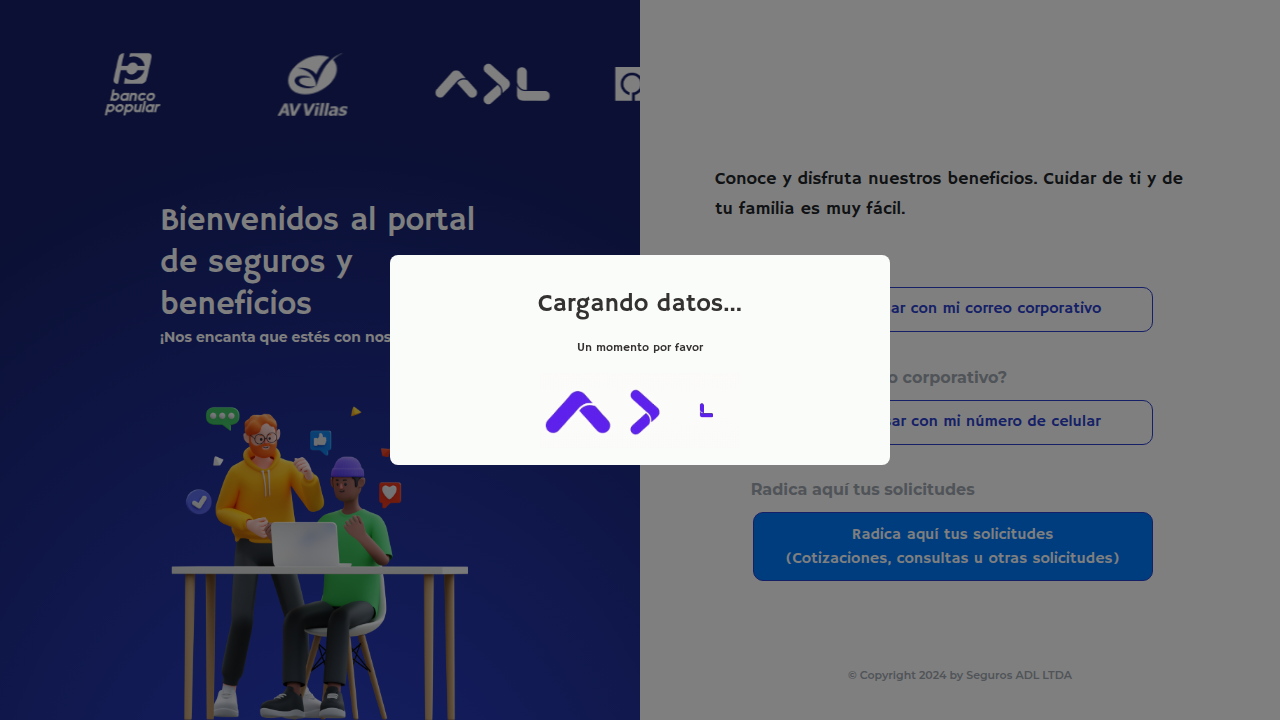 banco
popular
AV Villas
ADL
Bienvenidos al portal
de seguros y
beneficios
¡Nos encanta que estés con nos
Conoce y disfruta nuestros beneficios. Cuidar de ti y de
tu familia es muy fácil.
Cargando datos...
Un momento por favor
ar con mi correo corporativo
o corporativo?
ar con mi número de celular
Radica aquí tus solicitudes
Radica aquí tus solicitudes
(Cotizaciones, consultas u otras solicitudes)
© Copyright 2024 by Seguros ADL LTDA